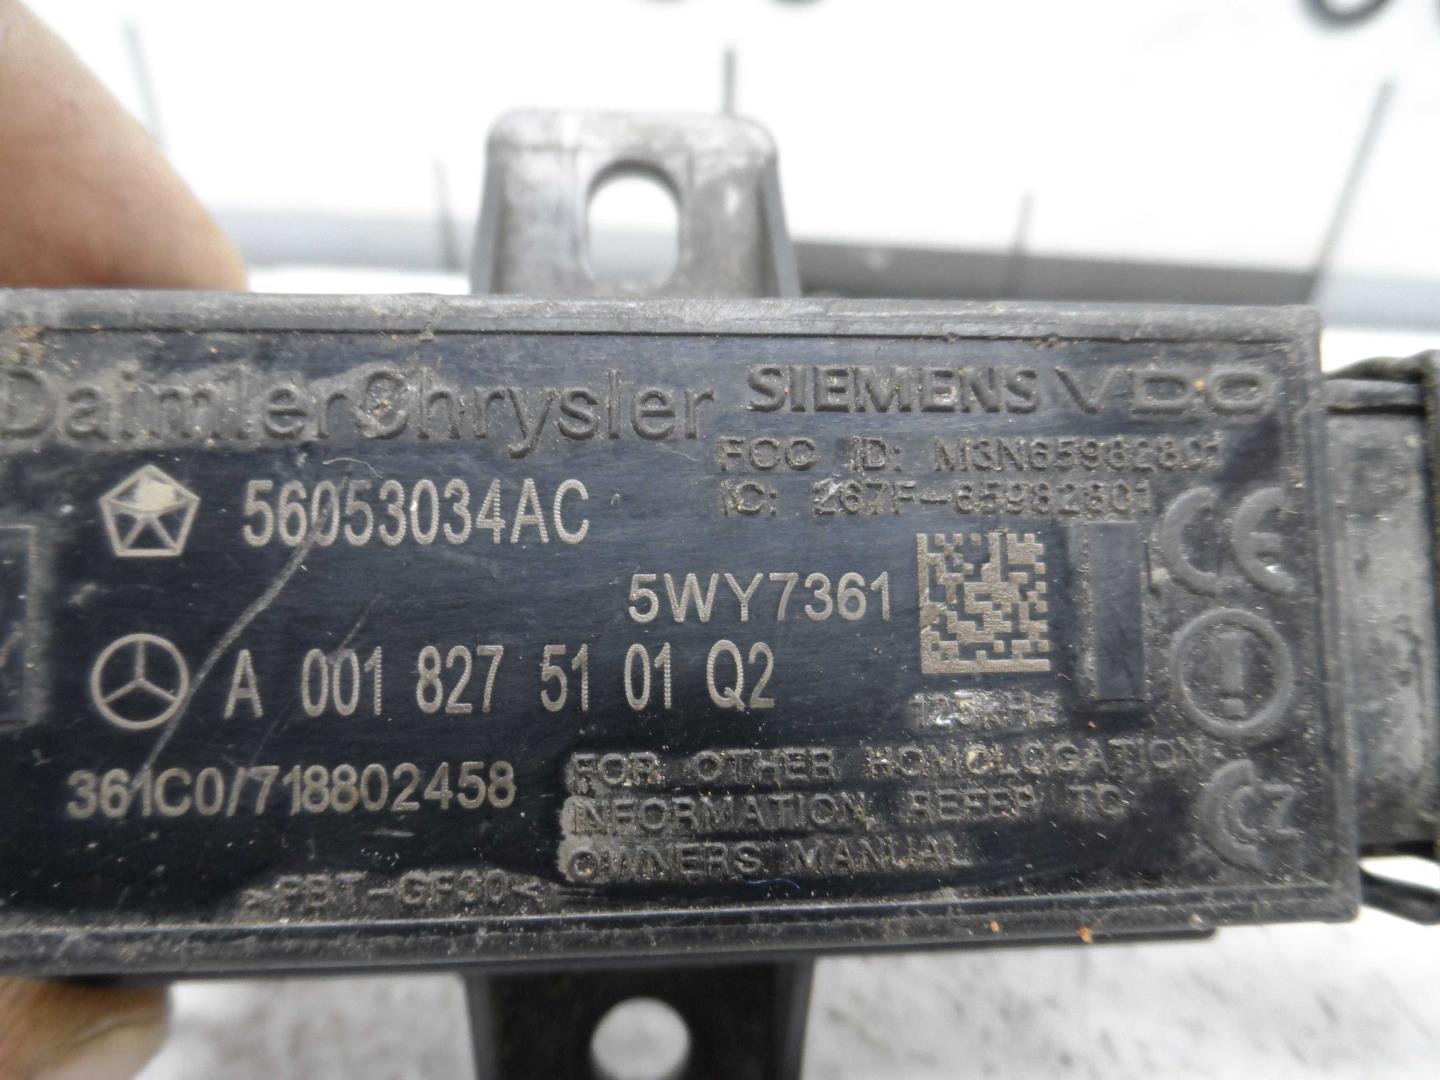 DaimlerChrysler
SIEMENS VDO
FCC ID: M3N65982801
IC: 267F-65982801
56053034AC
5WY7361
A 001 827 51 01 Q2
125kHz
361C0/718802458
FOR OTHER HOMOLOGATION
INFORMATION REFER TO
OWNERS MANUAL
>PBT-GF30<
CE